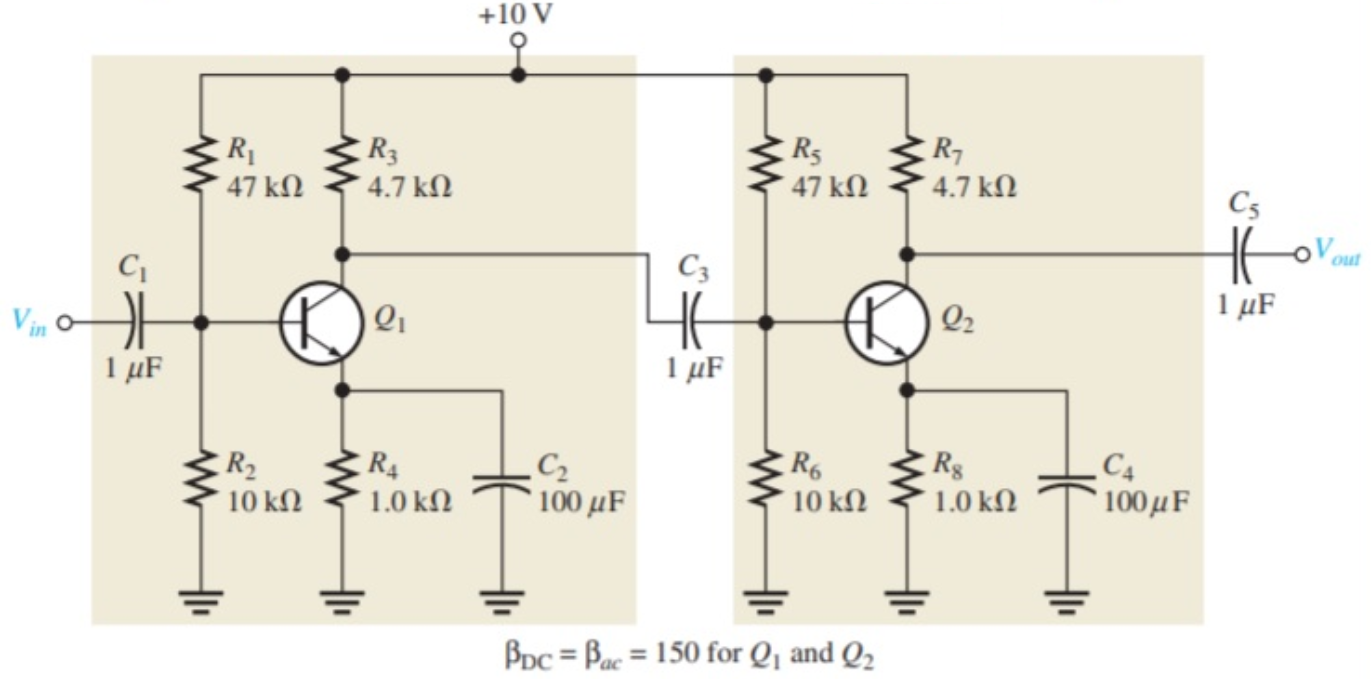 +10 V
R1
47 kΩ
R3
4.7 kΩ
R5
47 kΩ
R7
4.7 kΩ
C5
Vout
1 μF
C1
Vin
1 μF
Q1
C3
1 μF
Q2
R2
10 kΩ
R4
1.0 kΩ
C2
100 μF
R6
10 kΩ
R8
1.0 kΩ
C4
100 μF
βDC = βac = 150 for Q1 and Q2